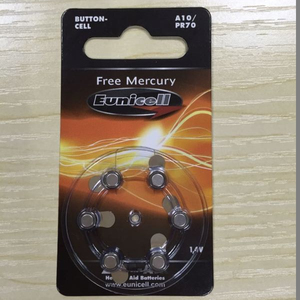 BUTTON-
CELL
A10/
PR70
Free Mercury
Eunicell
1,4V
Aid Batteries
www.eunicell.com